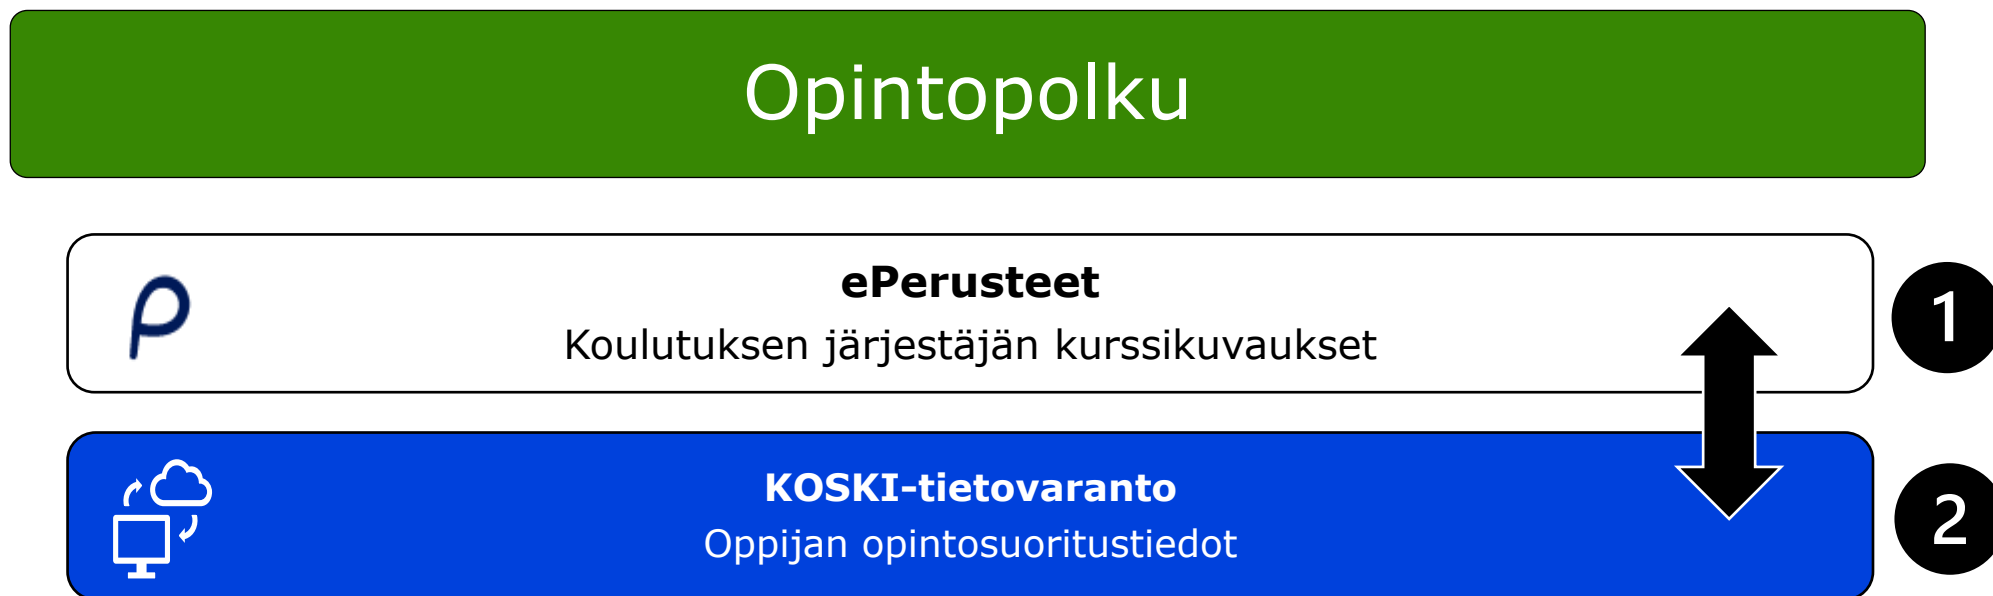 Opintopolku
ePerusteet
Koulutuksen järjestäjän kurssikuvaukset
1
KOSKI-tietovaranto
Oppijan opintosuoritustiedot
2